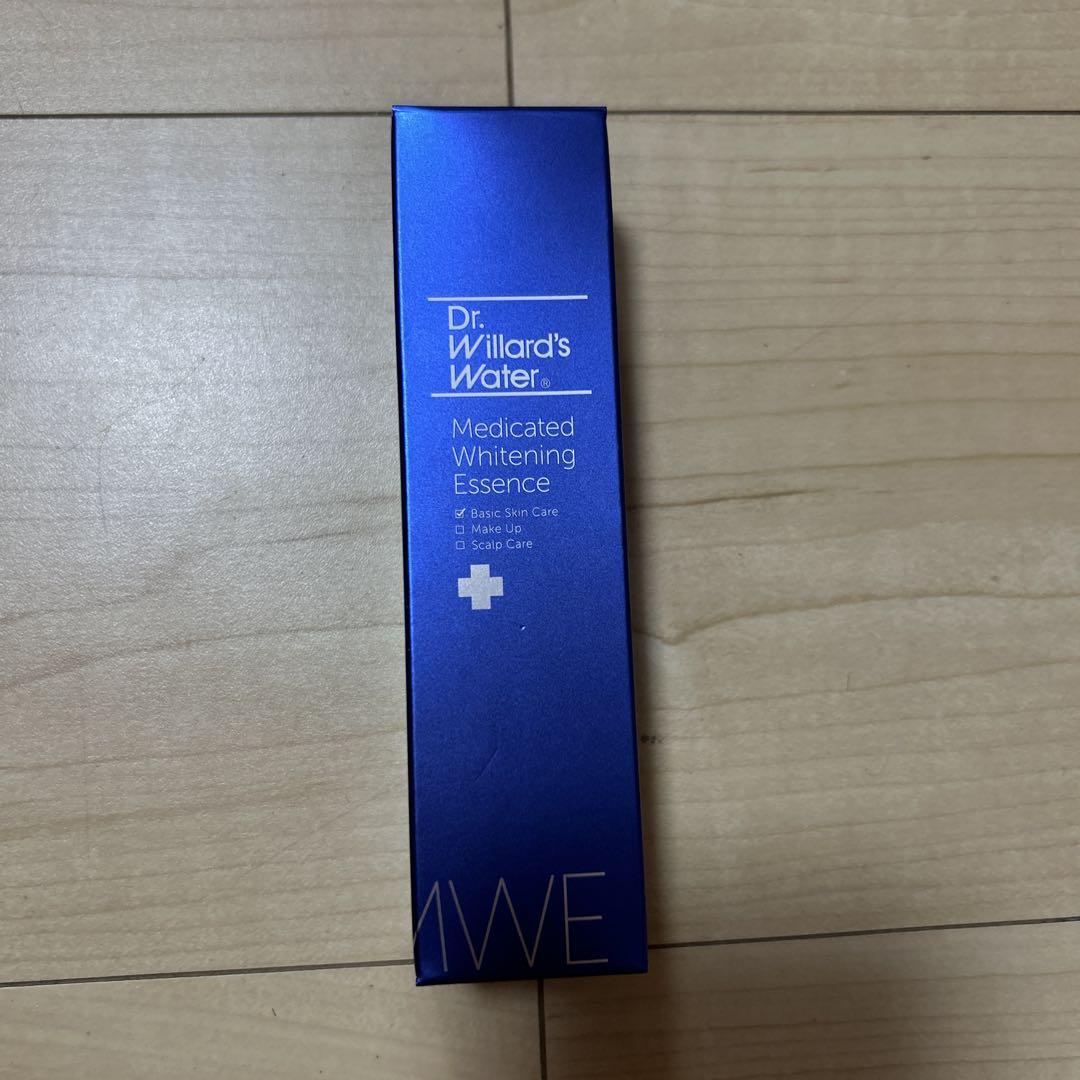 Dr.
Willard's
Water®
Medicated
Whitening
Essence
☑ Basic Skin Care
☐ Make Up
☐ Scalp Care
MWE